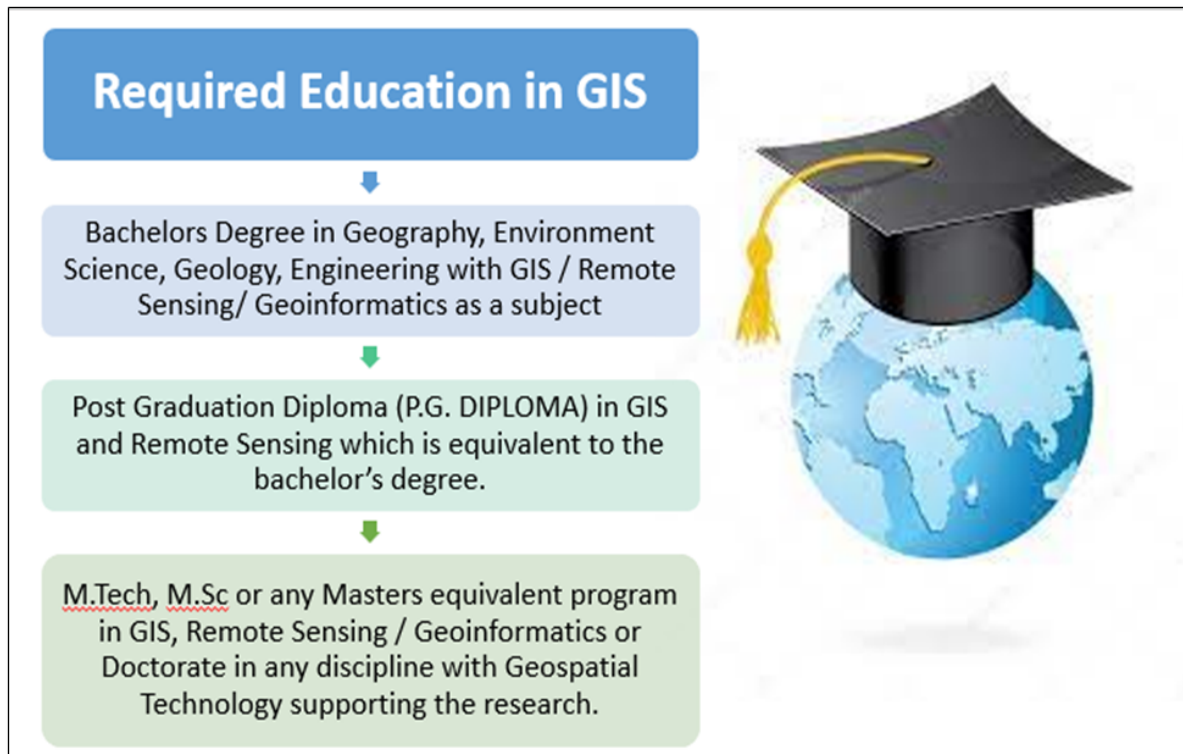 Required Education in GIS
Bachelors Degree in Geography, Environment
Science, Geology, Engineering with GIS / Remote
Sensing/ Geoinformatics as a subject
Post Graduation Diploma (P.G. DIPLOMA) in GIS
and Remote Sensing which is equivalent to the
bachelor’s degree.
M.Tech, M.Sc or any Masters equivalent program
in GIS, Remote Sensing / Geoinformatics or
Doctorate in any discipline with Geospatial
Technology supporting the research.